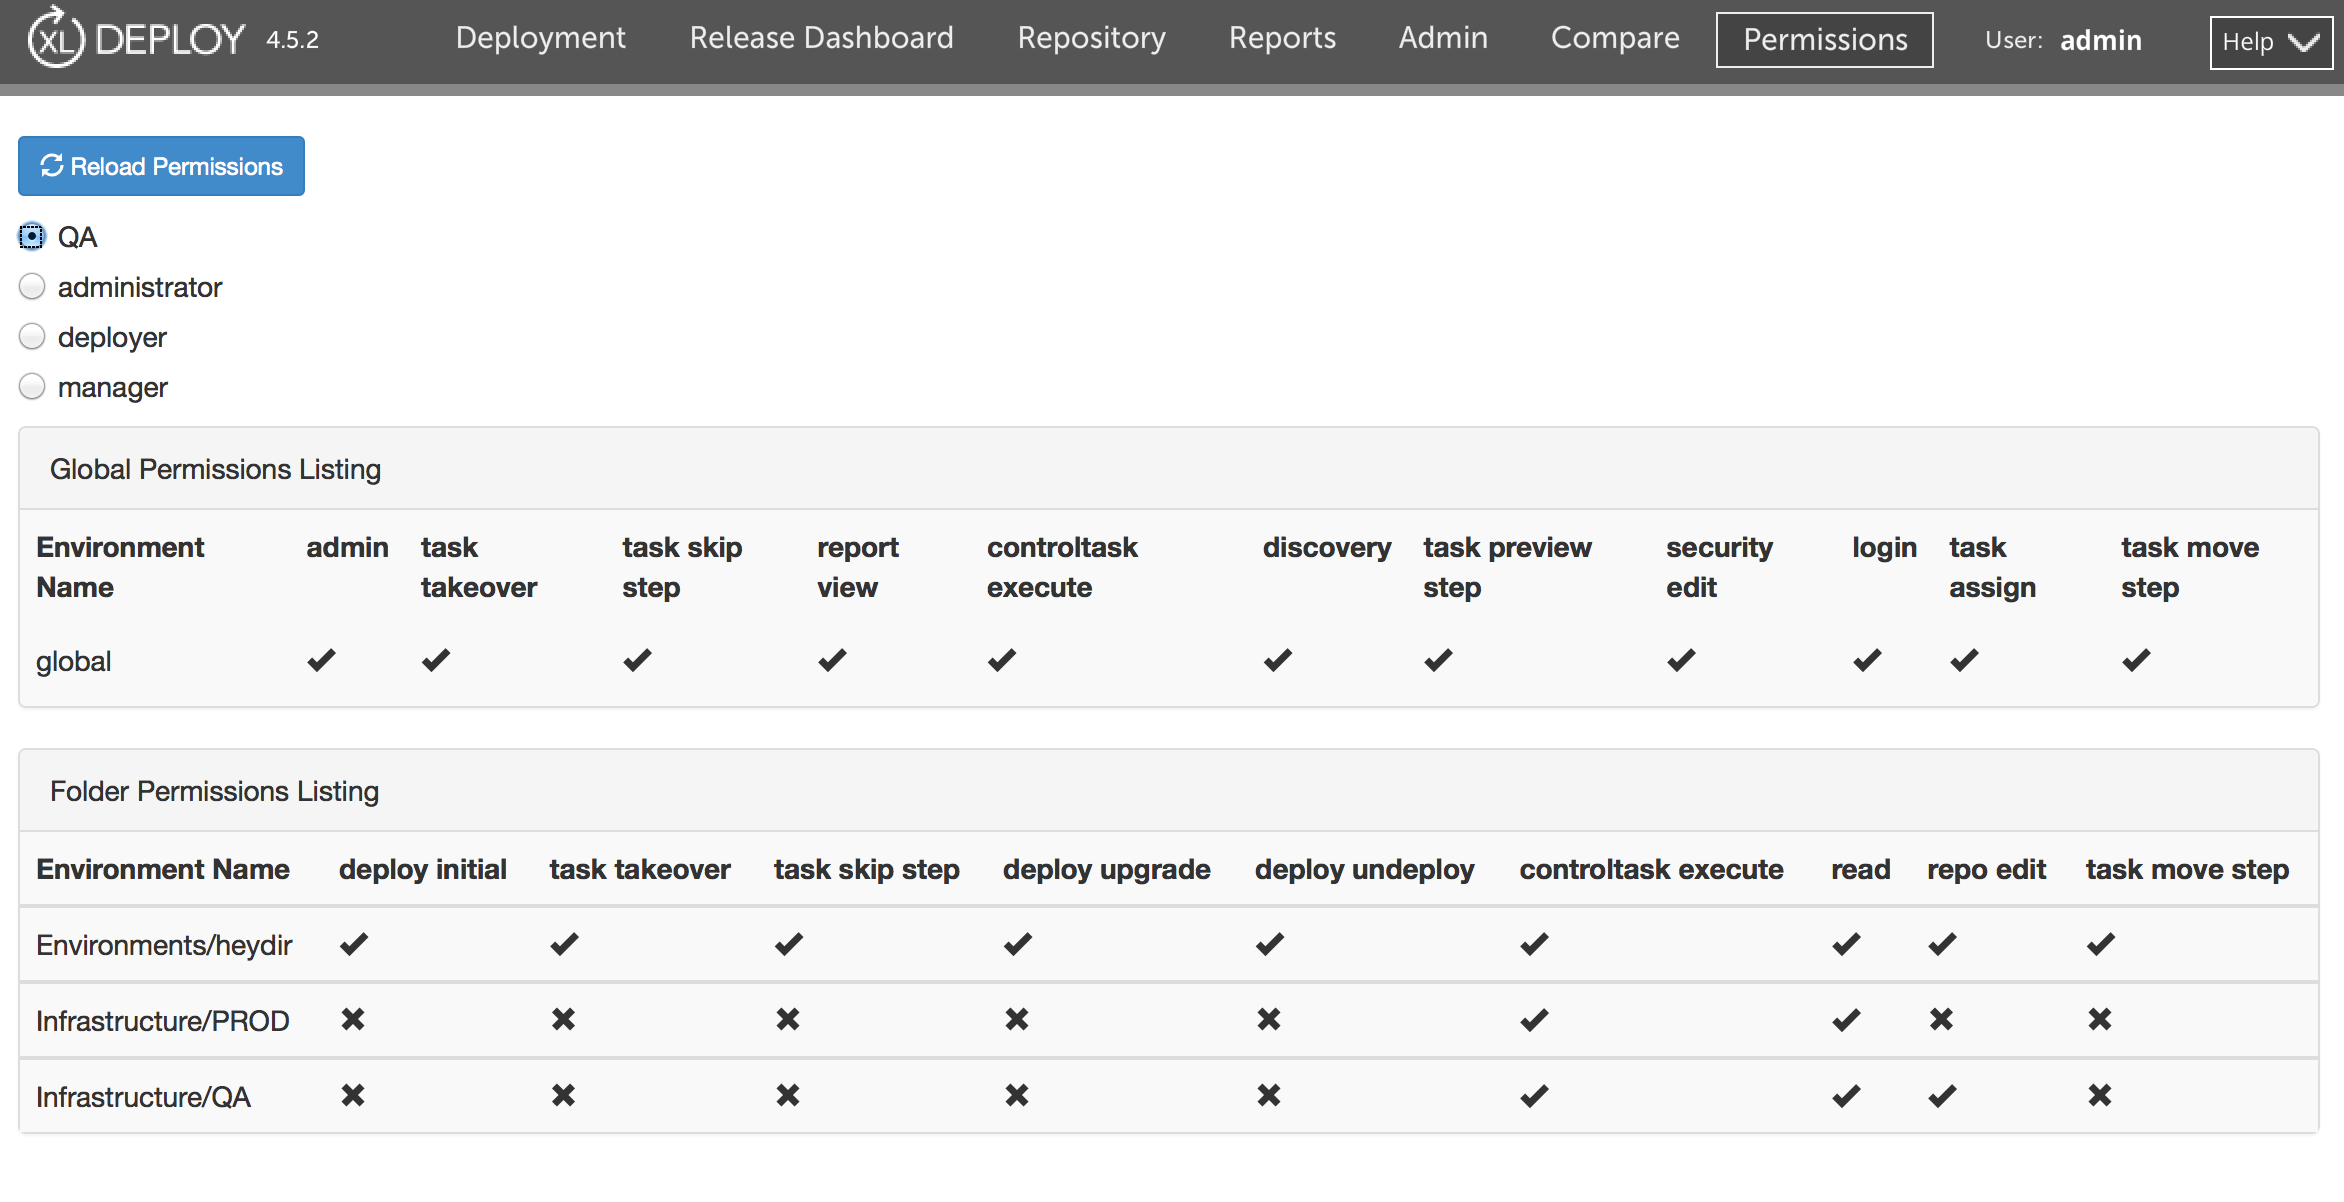 XL DEPLOY 4.5.2 Deployment Release Dashboard Repository Reports Admin Compare Permissions User: admin Help
Reload Permissions
QA
administrator
deployer
manager
Global Permissions Listing
Environment Name admin task takeover task skip step report view controltask execute discovery task preview step security edit login task assign task move step
global ✔ ✔ ✔ ✔ ✔ ✔ ✔ ✔ ✔ ✔ ✔
Folder Permissions Listing
Environment Name deploy initial task takeover task skip step deploy upgrade deploy undeploy controltask execute read repo edit task move step
Environments/heydir ✔ ✔ ✔ ✔ ✔ ✔ ✔ ✔ ✔
Infrastructure/PROD ✖ ✖ ✖ ✖ ✖ ✔ ✔ ✖ ✖
Infrastructure/QA ✖ ✖ ✖ ✖ ✖ ✔ ✔ ✔ ✖